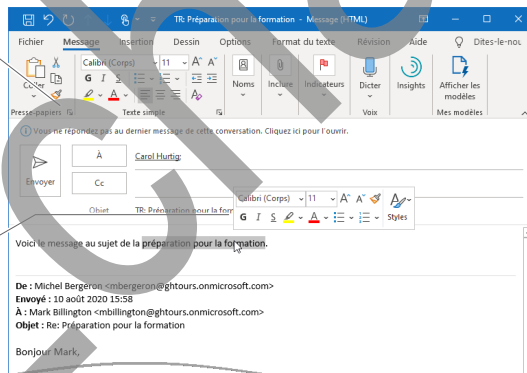 TR: Préparation pour la formation - Message (HTML)
Fichier Message Insertion Dessin Options Format du texte Révision Aide Dites-le-nou
Calibri (Corps) 11 A^ A˅
Coller G I S Noms Inclure Indicateurs Dicter Insights Afficher les
modèles
Presse-papiers Texte simple Voix Mes modèles
Vous ne répondez pas au dernier message de cette conversation. Cliquez ici pour l'ouvrir.
À Carol Hurtig;
Envoyer Cc
Objet TR: Préparation pour la form
Calibri (Corps) 11 A^ A˅
G I S A Styles
Voici le message au sujet de la préparation pour la formation.
De : Michel Bergeron <mbergeron@ghtours.onmicrosoft.com>
Envoyé : 10 août 2020 15:58
À : Mark Billington <mbillington@ghtours.onmicrosoft.com>
Objet : Re: Préparation pour la formation
Bonjour Mark,